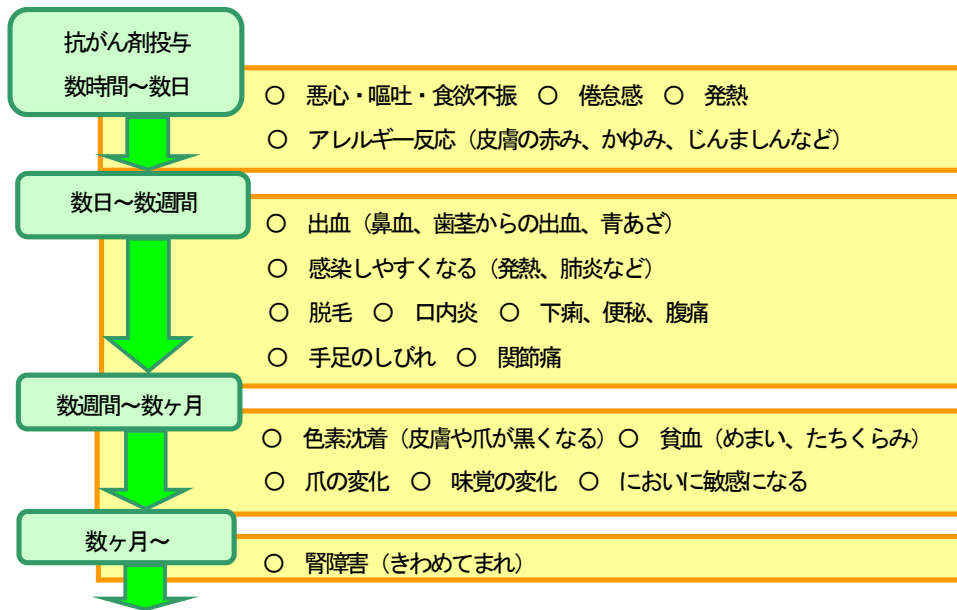 抗がん剤投与
数時間～数日
○ 悪心・嘔吐・食欲不振 ○ 倦怠感 ○ 発熱
○ アレルギー反応（皮膚の赤み、かゆみ、じんましんなど）
数日～数週間
○ 出血（鼻血、歯茎からの出血、青あざ）
○ 感染しやすくなる（発熱、肺炎など）
○ 脱毛 ○ 口内炎 ○ 下痢、便秘、腹痛
○ 手足のしびれ ○ 関節痛
数週間～数ヶ月
○ 色素沈着（皮膚や爪が黒くなる）○ 貧血（めまい、たちくらみ）
○ 爪の変化 ○ 味覚の変化 ○ においに敏感になる
数ヶ月～
○ 腎障害（きわめてまれ）